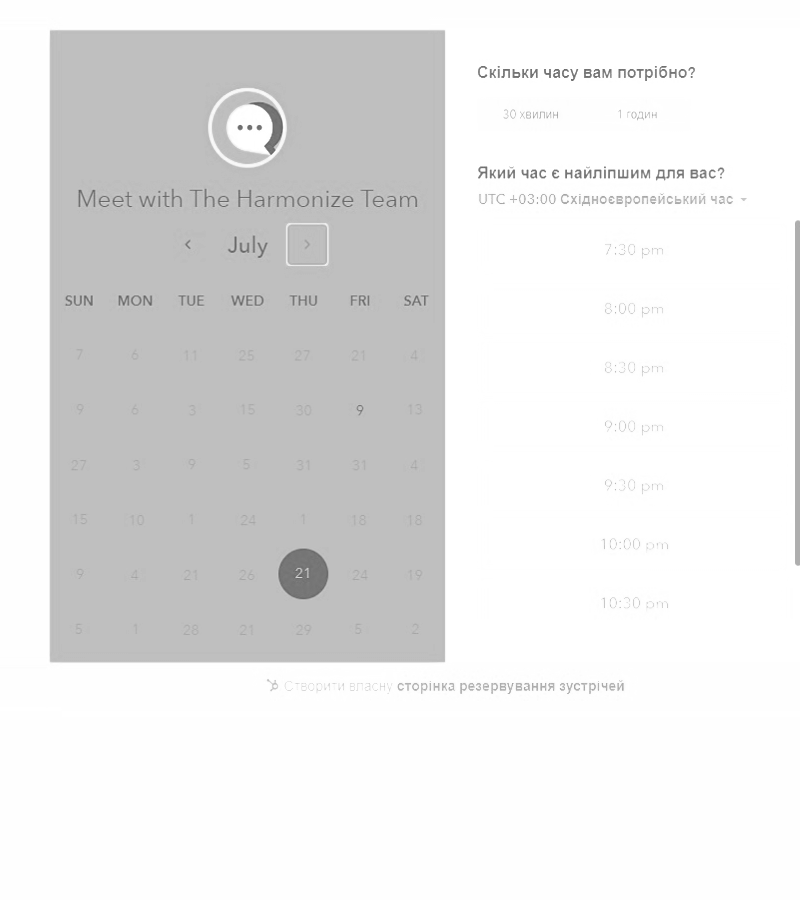 Meet with The Harmonize Team
July
SUN MON TUE WED THU FRI SAT
7 6 11 25 27 21 4
9 6 3 15 30 9 13
27 3 9 5 31 31 4
15 10 1 24 1 18 18
9 4 21 26 21 24 19
5 1 28 21 29 5 2
Скільки часу вам потрібно?
30 хвилин 1 годин
Який час є найліпшим для вас?
UTC +03:00 Східноєвропейський час
7:30 pm
8:00 pm
8:30 pm
9:00 pm
9:30 pm
10:00 pm
10:30 pm
Створити власну сторінка резервування зустрічей